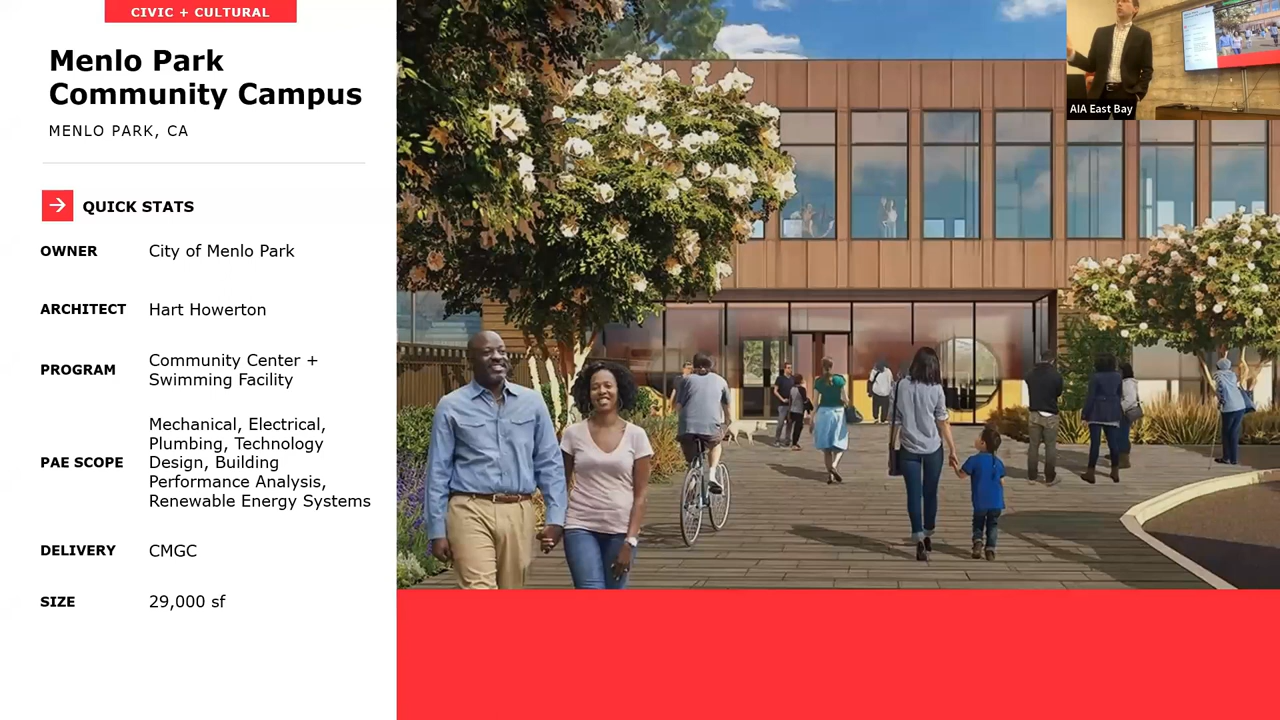 CIVIC + CULTURAL
Menlo Park
Community Campus
MENLO PARK, CA
QUICK STATS
OWNER City of Menlo Park
ARCHITECT Hart Howerton
PROGRAM Community Center +
Swimming Facility
PAE SCOPE Mechanical, Electrical,
Plumbing, Technology
Design, Building
Performance Analysis,
Renewable Energy Systems
DELIVERY CMGC
SIZE 29,000 sf
AIA East Bay